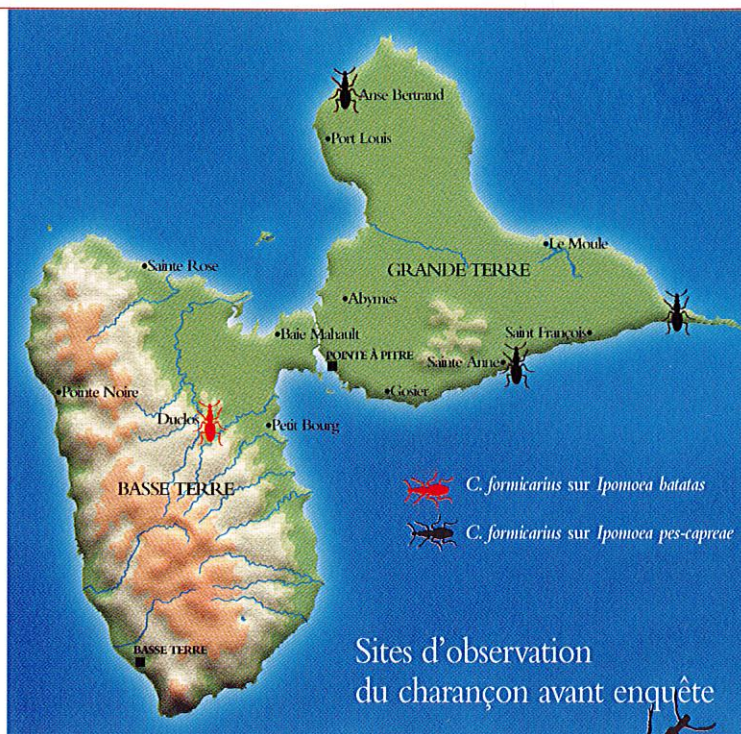 Anse Bertrand
Port Louis
Le Moule
Sainte Rose
GRANDE TERRE
Abymes
Baie Mahault
Saint François
POINTE À PITRE
Sainte Anne
Pointe Noire
Gosier
Duclos
Petit Bourg
BASSE TERRE
C. formicarius sur Ipomoea batatas
C. formicarius sur Ipomoea pes-capreae
BASSE TERRE
Sites d'observation
du charançon avant enquête